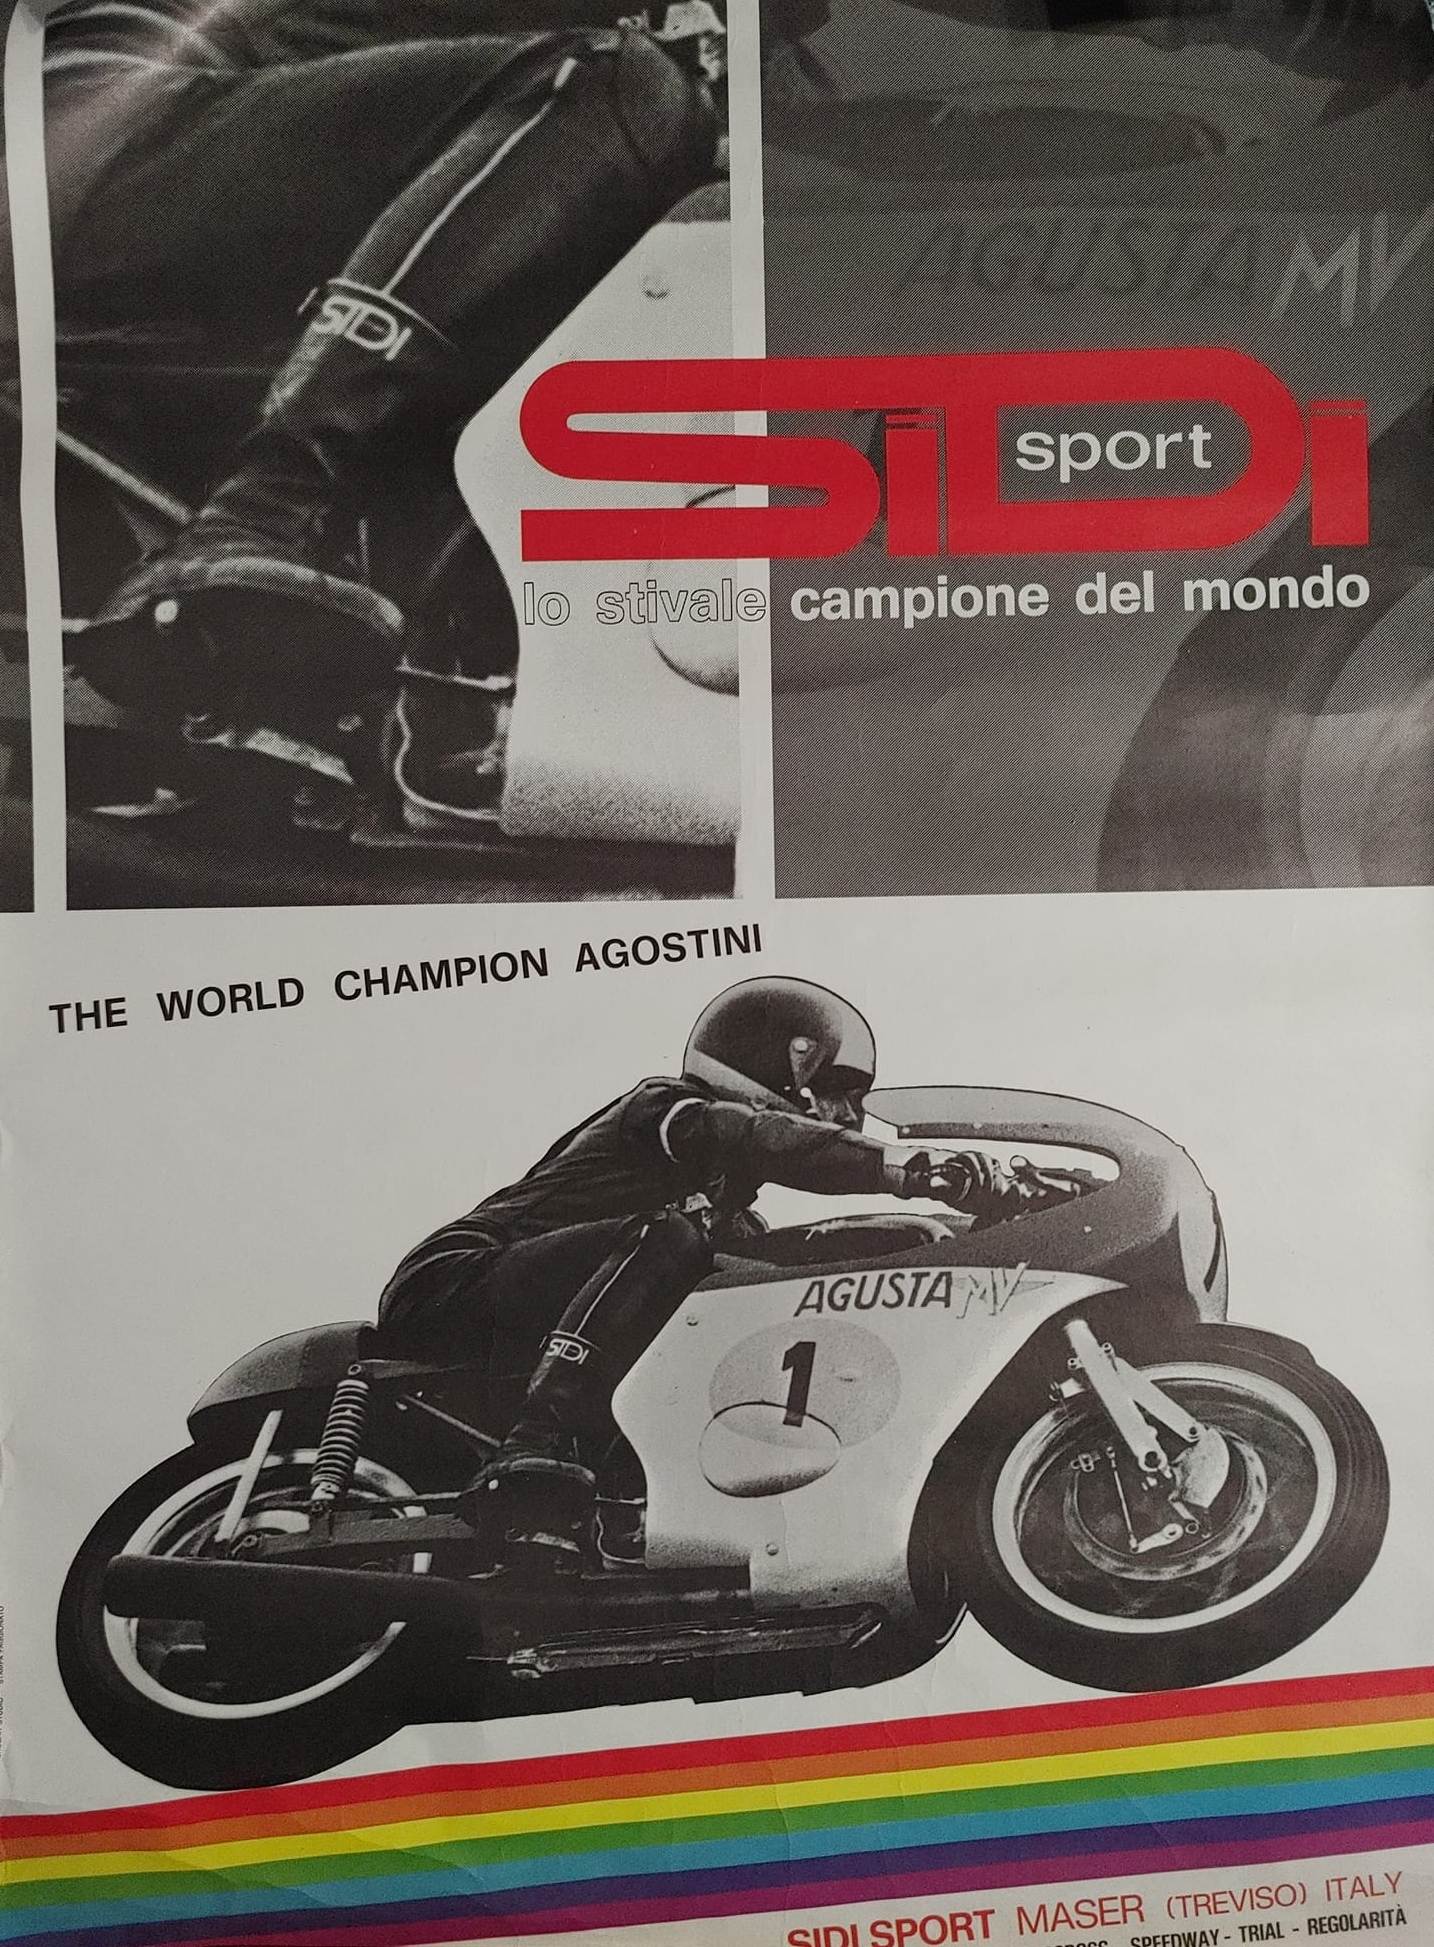 AGUSTA MV
SIDI
SiDi
sport
lo stivale campione del mondo
THE WORLD CHAMPION AGOSTINI
AGUSTA MV
1
SIDI
SIDI SPORT MASER (TREVISO) ITALY
SPEEDWAY - TRIAL - REGOLARITÀ